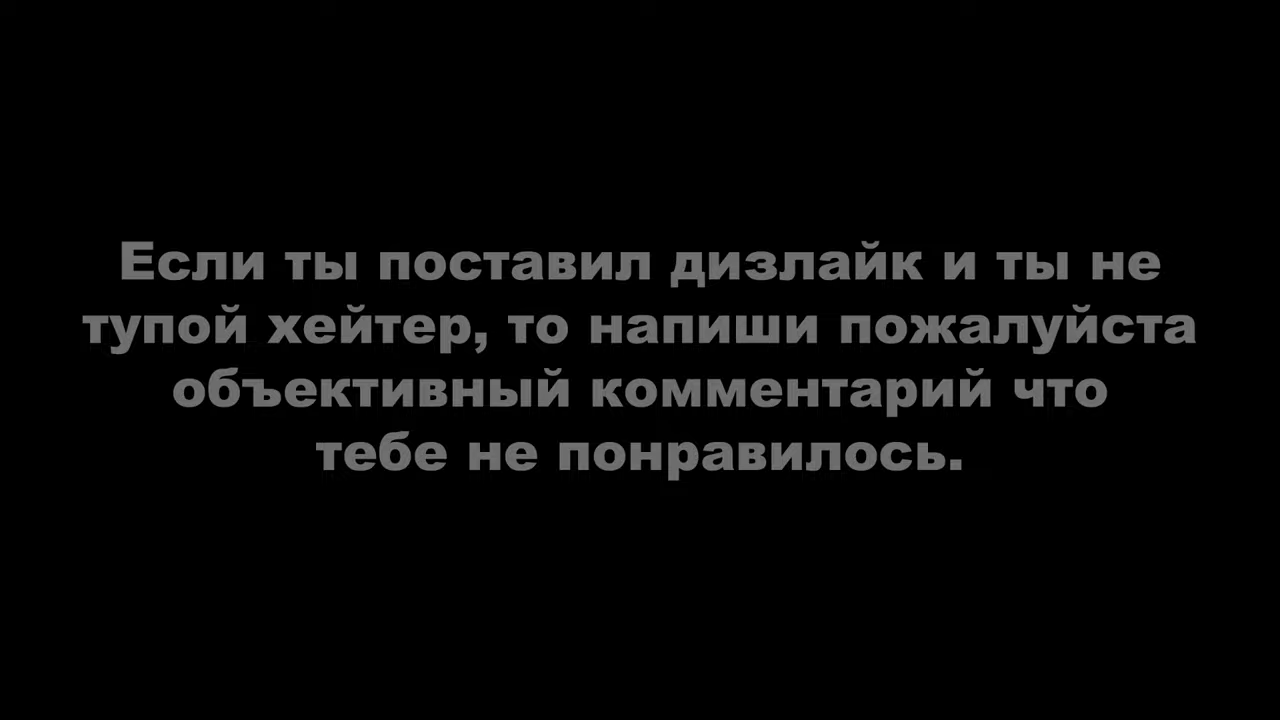 Если ты поставил дизлайк и ты не
тупой хейтер, то напиши пожалуйста
объективный комментарий что
тебе не понравилось.